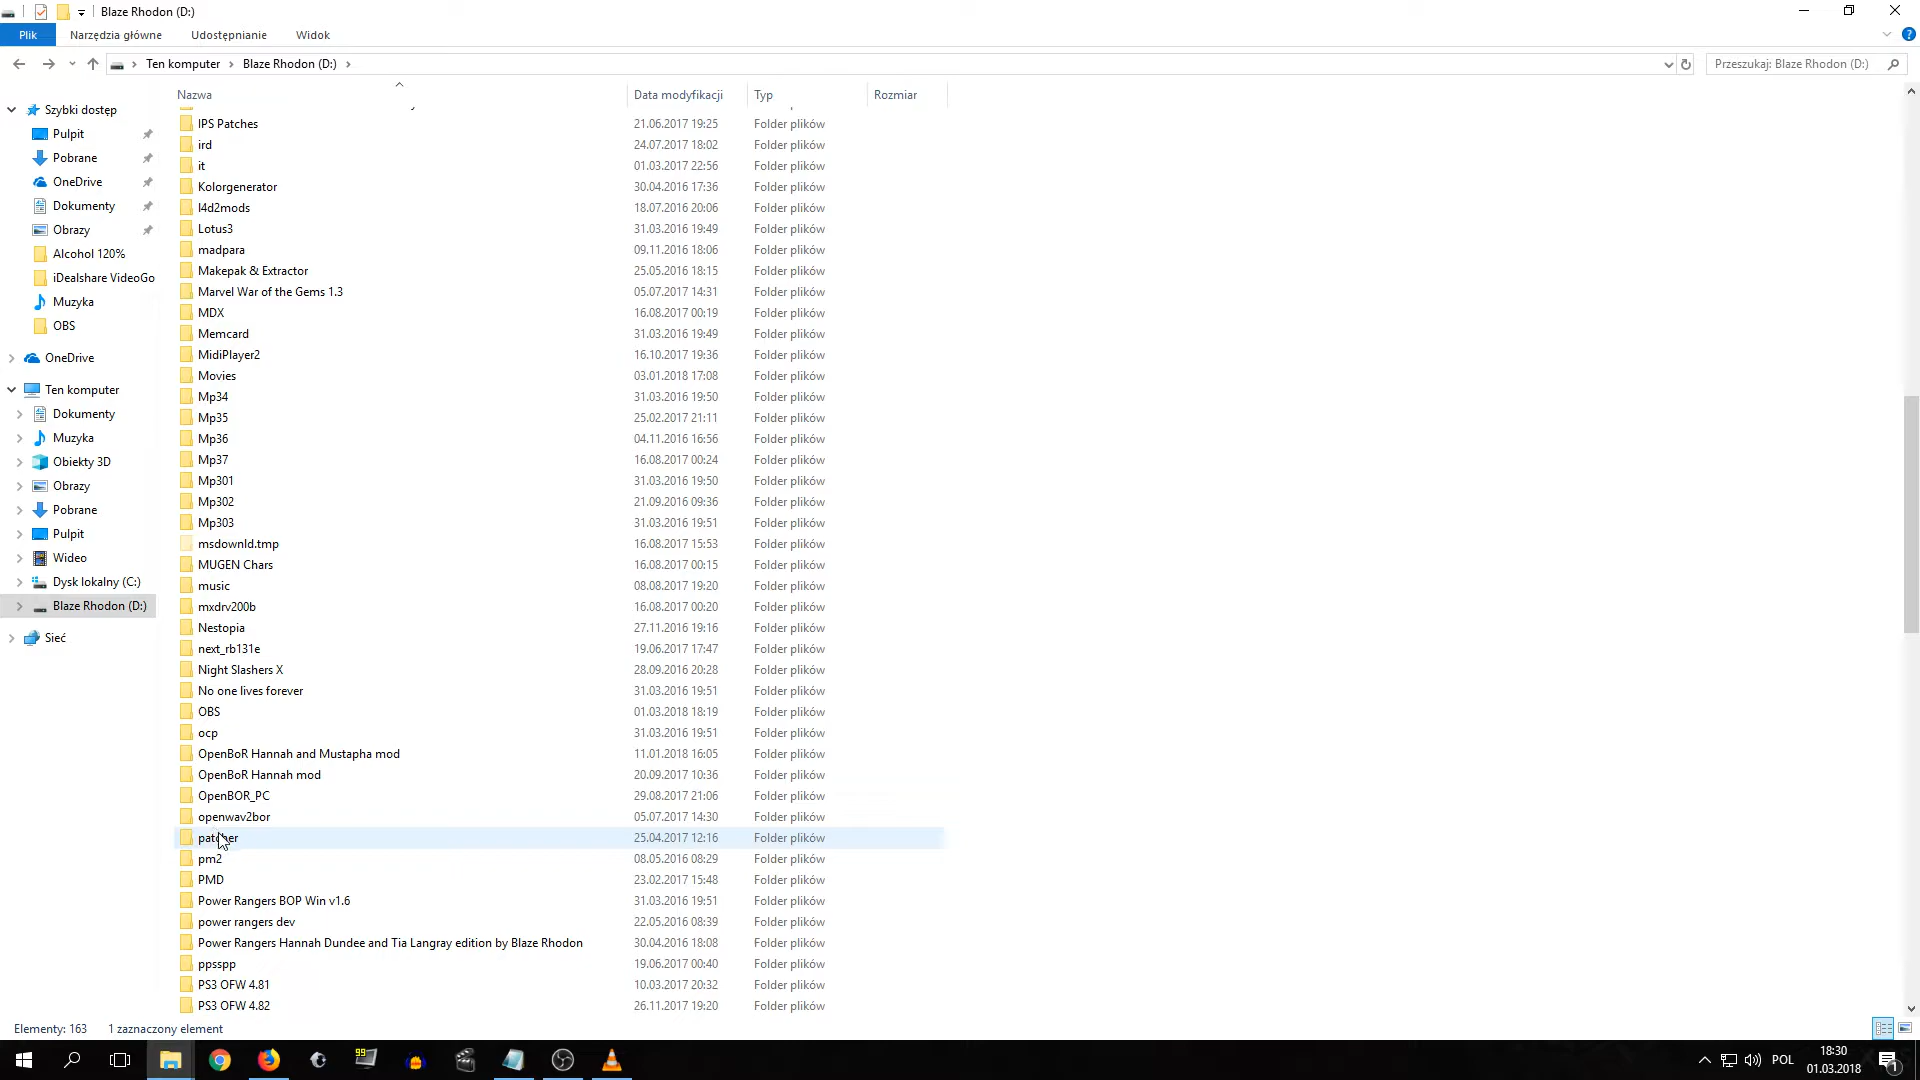 Blaze Rhodon (D:)
Plik Narzędzia główne Udostępnianie Widok
Ten komputer Blaze Rhodon (D:) Przeszukaj: Blaze Rhodon (D:)
Nazwa Data modyfikacji Typ Rozmiar
Szybki dostęp
Pulpit
Pobrane
OneDrive
Dokumenty
Obrazy
Alcohol 120%
iDealshare VideoGo
Muzyka
OBS
OneDrive
Ten komputer
Dokumenty
Muzyka
Obiekty 3D
Obrazy
Pobrane
Pulpit
Wideo
Dysk lokalny (C:)
Blaze Rhodon (D:)
Sieć
IPS Patches 21.06.2017 19:25 Folder plików
ird 24.07.2017 18:02 Folder plików
it 01.03.2017 22:56 Folder plików
Kolorgenerator 30.04.2016 17:36 Folder plików
l4d2mods 18.07.2016 20:06 Folder plików
Lotus3 31.03.2016 19:49 Folder plików
madpara 09.11.2016 18:06 Folder plików
Makepak & Extractor 25.05.2016 18:15 Folder plików
Marvel War of the Gems 1.3 05.07.2017 14:31 Folder plików
MDX 16.08.2017 00:19 Folder plików
Memcard 31.03.2016 19:49 Folder plików
MidiPlayer2 16.10.2017 19:36 Folder plików
Movies 03.01.2018 17:08 Folder plików
Mp34 31.03.2016 19:50 Folder plików
Mp35 25.02.2017 21:11 Folder plików
Mp36 04.11.2016 16:56 Folder plików
Mp37 16.08.2017 00:24 Folder plików
Mp301 31.03.2016 19:50 Folder plików
Mp302 21.09.2016 09:36 Folder plików
Mp303 31.03.2016 19:51 Folder plików
msdownld.tmp 16.08.2017 15:53 Folder plików
MUGEN Chars 16.08.2017 00:15 Folder plików
music 08.08.2017 19:20 Folder plików
mxdrv200b 16.08.2017 00:20 Folder plików
Nestopia 27.11.2016 19:16 Folder plików
next_rb131e 19.06.2017 17:47 Folder plików
Night Slashers X 28.09.2016 20:28 Folder plików
No one lives forever 31.03.2016 19:51 Folder plików
OBS 01.03.2018 18:19 Folder plików
ocp 31.03.2016 19:51 Folder plików
OpenBoR Hannah and Mustapha mod 11.01.2018 16:05 Folder plików
OpenBoR Hannah mod 20.09.2017 10:36 Folder plików
OpenBOR_PC 29.08.2017 21:06 Folder plików
openwav2bor 05.07.2017 14:30 Folder plików
patcher 25.04.2017 12:16 Folder plików
pm2 08.05.2016 08:29 Folder plików
PMD 23.02.2017 15:48 Folder plików
Power Rangers BOP Win v1.6 31.03.2016 19:51 Folder plików
power rangers dev 22.05.2016 08:39 Folder plików
Power Rangers Hannah Dundee and Tia Langray edition by Blaze Rhodon 30.04.2016 18:08 Folder plików
ppsspp 19.06.2017 00:40 Folder plików
PS3 OFW 4.81 10.03.2017 20:32 Folder plików
PS3 OFW 4.82 26.11.2017 19:20 Folder plików
Elementy: 163 1 zaznaczony element
99
POL
18:30
01.03.2018
1